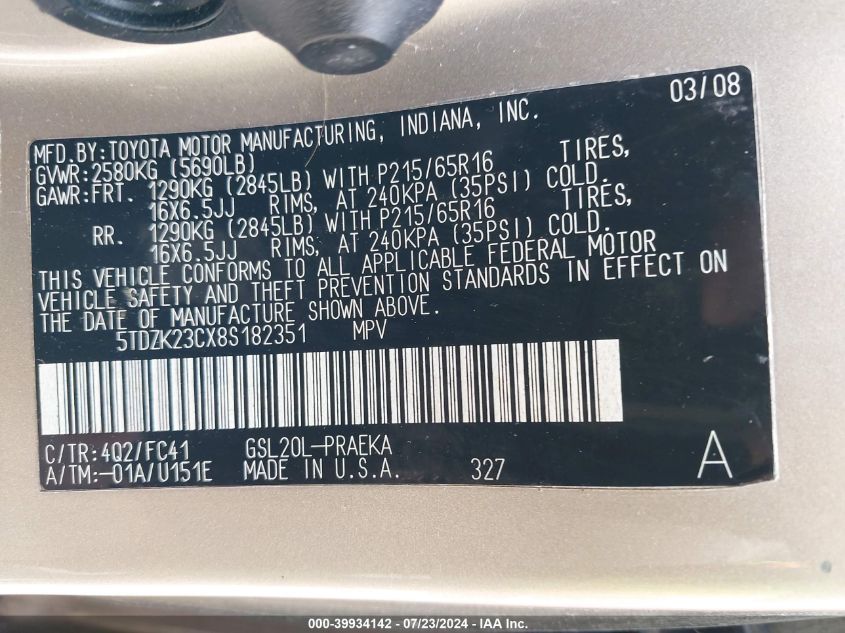 03/08
MFD.BY:TOYOTA MOTOR MANUFACTURING, INDIANA, INC.
GVWR:2580KG (5690LB)
GAWR:FRT. 1290KG (2845LB) WITH P215/65R16 TIRES,
16X6.5JJ RIMS, AT 240KPA (35PSI) COLD.
RR. 1290KG (2845LB) WITH P215/65R16 TIRES,
16X6.5JJ RIMS, AT 240KPA (35PSI) COLD.
THIS VEHICLE CONFORMS TO ALL APPLICABLE FEDERAL MOTOR
VEHICLE SAFETY AND THEFT PREVENTION STANDARDS IN EFFECT ON
THE DATE OF MANUFACTURE SHOWN ABOVE.
5TDZK23CX8S182351 MPV
C/TR:4Q2/FC41 GSL20L-PRAEKA
A/TM:-01A/U151E MADE IN U.S.A. 327 A
000-39934142 - 07/23/2024 - IAA Inc.